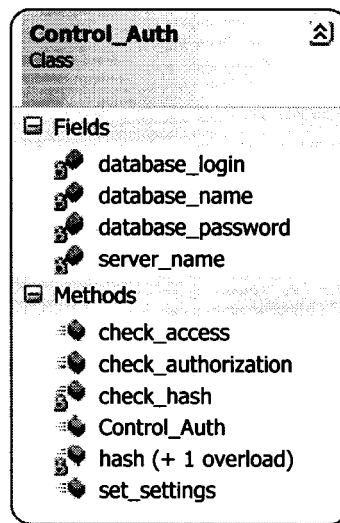 Control_Auth
Class
Fields
database_login
database_name
database_password
server_name
Methods
check_access
check_authorization
check_hash
Control_Auth
hash (+ 1 overload)
set_settings